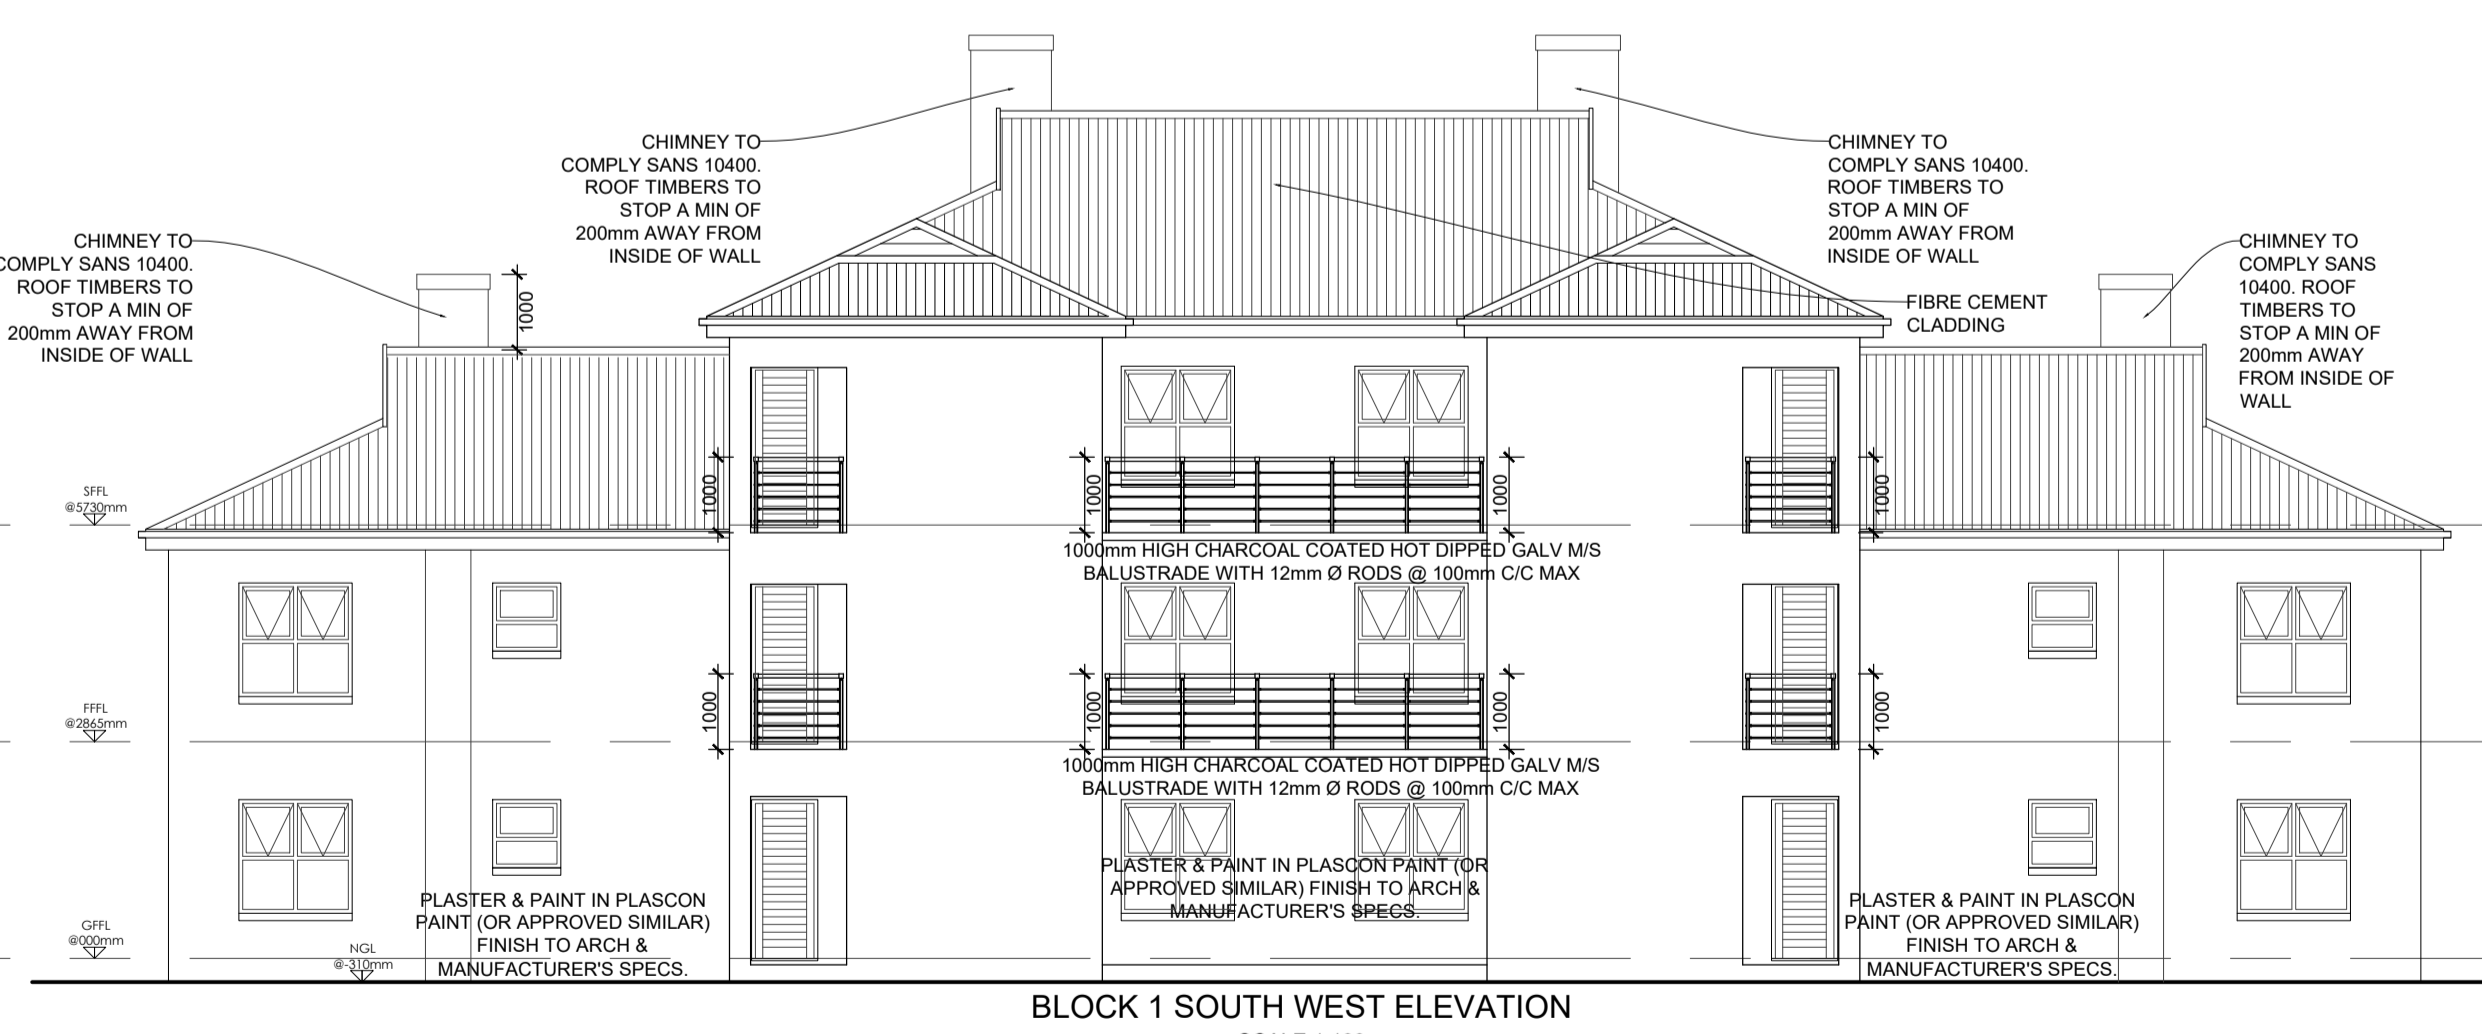 CHIMNEY TO
COMPLY SANS 10400.
ROOF TIMBERS TO
STOP A MIN OF
200mm AWAY FROM
INSIDE OF WALL
1000
CHIMNEY TO
COMPLY SANS 10400.
ROOF TIMBERS TO
STOP A MIN OF
200mm AWAY FROM
INSIDE OF WALL
CHIMNEY TO
COMPLY SANS 10400.
ROOF TIMBERS TO
STOP A MIN OF
200mm AWAY FROM
INSIDE OF WALL
FIBRE CEMENT
CLADDING
CHIMNEY TO
COMPLY SANS
10400. ROOF
TIMBERS TO
STOP A MIN OF
200mm AWAY
FROM INSIDE OF
WALL
SFFL
@5730mm
1000
1000
1000
1000
1000mm HIGH CHARCOAL COATED HOT DIPPED GALV M/S
BALUSTRADE WITH 12mm Ø RODS @ 100mm C/C MAX
FFFL
@2865mm
1000
1000
1000
1000
1000mm HIGH CHARCOAL COATED HOT DIPPED GALV M/S
BALUSTRADE WITH 12mm Ø RODS @ 100mm C/C MAX
GFFL
@000mm
NGL
@-310mm
PLASTER & PAINT IN PLASCON
PAINT (OR APPROVED SIMILAR)
FINISH TO ARCH &
MANUFACTURER'S SPECS.
PLASTER & PAINT IN PLASCON PAINT (OR
APPROVED SIMILAR) FINISH TO ARCH &
MANUFACTURER'S SPECS.
PLASTER & PAINT IN PLASCON
PAINT (OR APPROVED SIMILAR)
FINISH TO ARCH &
MANUFACTURER'S SPECS.
BLOCK 1 SOUTH WEST ELEVATION